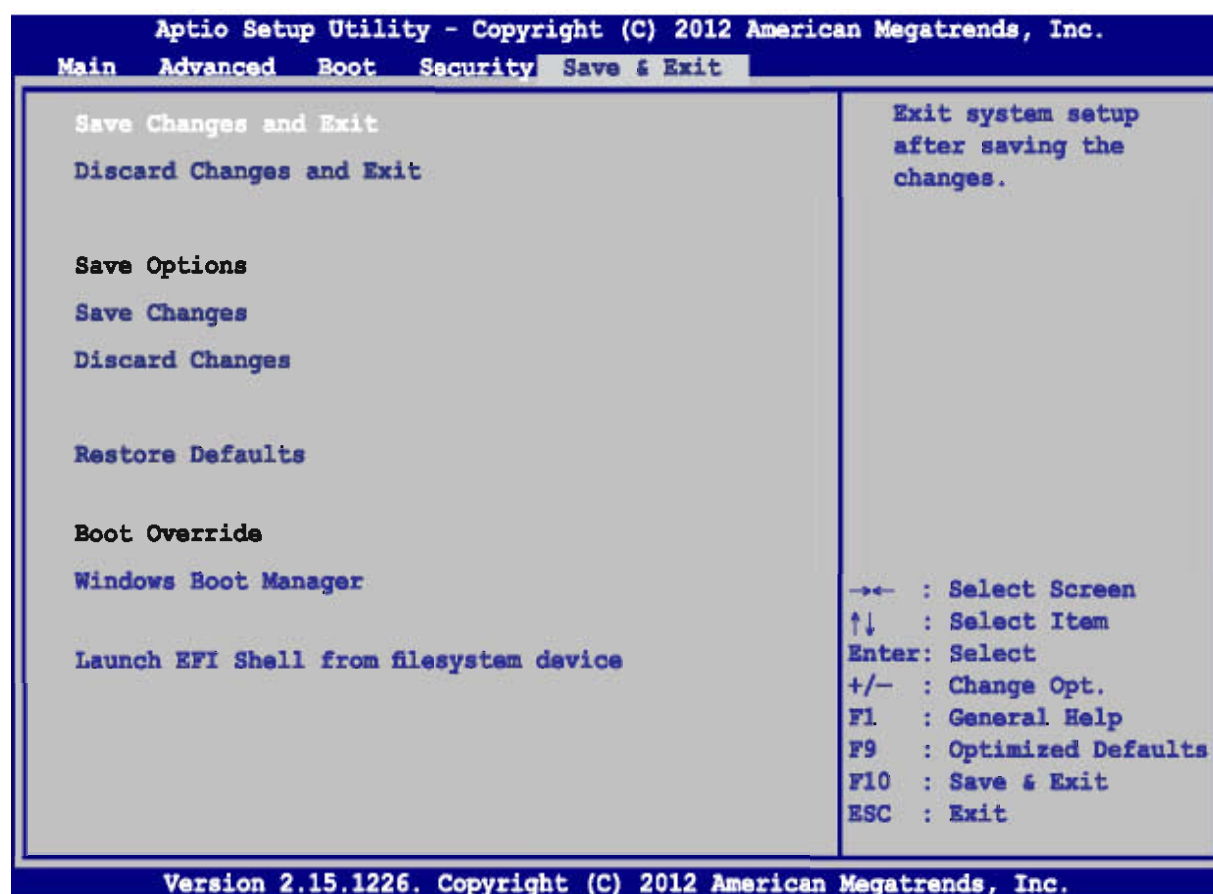 Aptio Setup Utility - Copyright (C) 2012 American Megatrends, Inc.
Main Advanced Boot Security Save & Exit
Save Changes and Exit
Discard Changes and Exit
Save Options
Save Changes
Discard Changes
Restore Defaults
Boot Override
Windows Boot Manager
Launch EFI Shell from filesystem device
Exit system setup
after saving the
changes.
→← : Select Screen
↑↓ : Select Item
Enter: Select
+/— : Change Opt.
F1 : General Help
F9 : Optimized Defaults
F10 : Save & Exit
ESC : Exit
Version 2.15.1226. Copyright (C) 2012 American Megatrends, Inc.